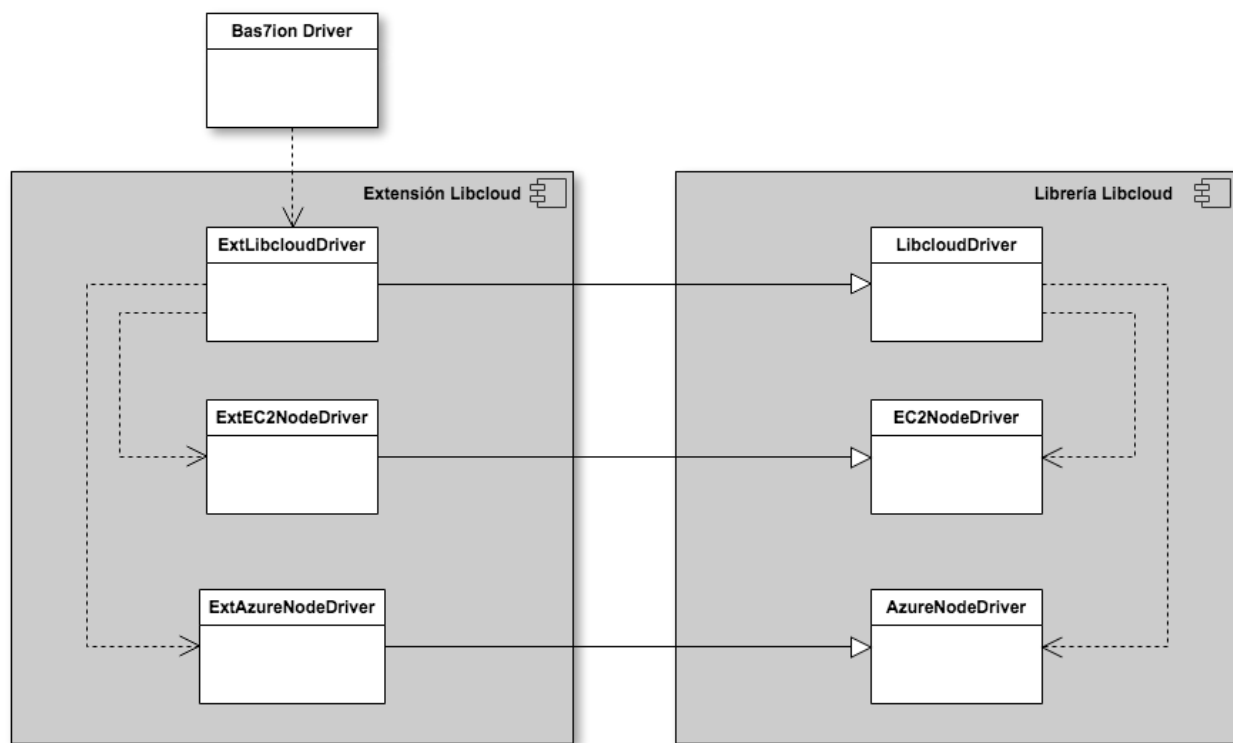 Bas7ion Driver
Extensión Libcloud
Librería Libcloud
ExtLibcloudDriver
LibcloudDriver
ExtEC2NodeDriver
EC2NodeDriver
ExtAzureNodeDriver
AzureNodeDriver